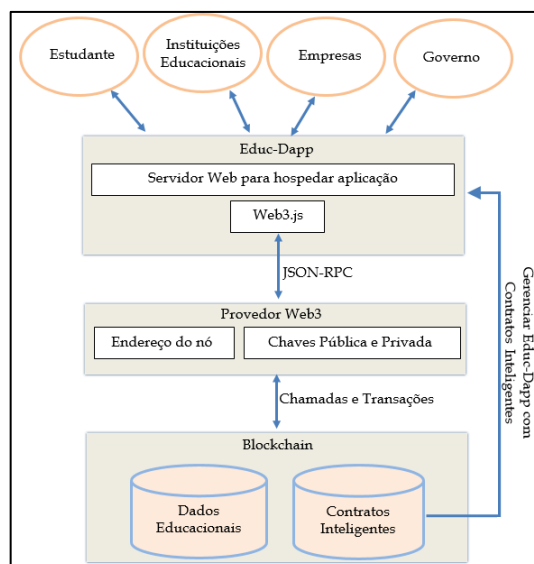 Estudante
Instituições
Educacionais
Empresas
Governo
Educ-Dapp
Servidor Web para hospedar aplicação
Web3.js
JSON-RPC
Provedor Web3
Endereço do nó
Chaves Pública e Privada
Chamadas e Transações
Blockchain
Dados
Educacionais
Contratos
Inteligentes
Gerenciar Educ-Dapp com
Contratos Inteligentes